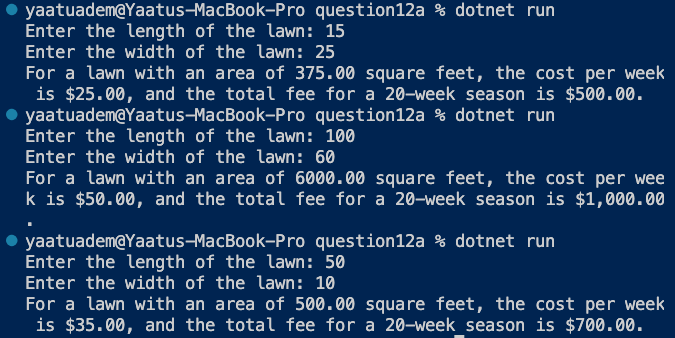 yaatuadem@Yaatus-MacBook-Pro question12a % dotnet run
Enter the length of the lawn: 15
Enter the width of the lawn: 25
For a lawn with an area of 375.00 square feet, the cost per week
is $25.00, and the total fee for a 20-week season is $500.00.
yaatuadem@Yaatus-MacBook-Pro question12a % dotnet run
Enter the length of the lawn: 100
Enter the width of the lawn: 60
For a lawn with an area of 6000.00 square feet, the cost per wee
k is $50.00, and the total fee for a 20-week season is $1,000.00
.
yaatuadem@Yaatus-MacBook-Pro question12a % dotnet run
Enter the length of the lawn: 50
Enter the width of the lawn: 10
For a lawn with an area of 500.00 square feet, the cost per week
is $35.00, and the total fee for a 20-week season is $700.00.